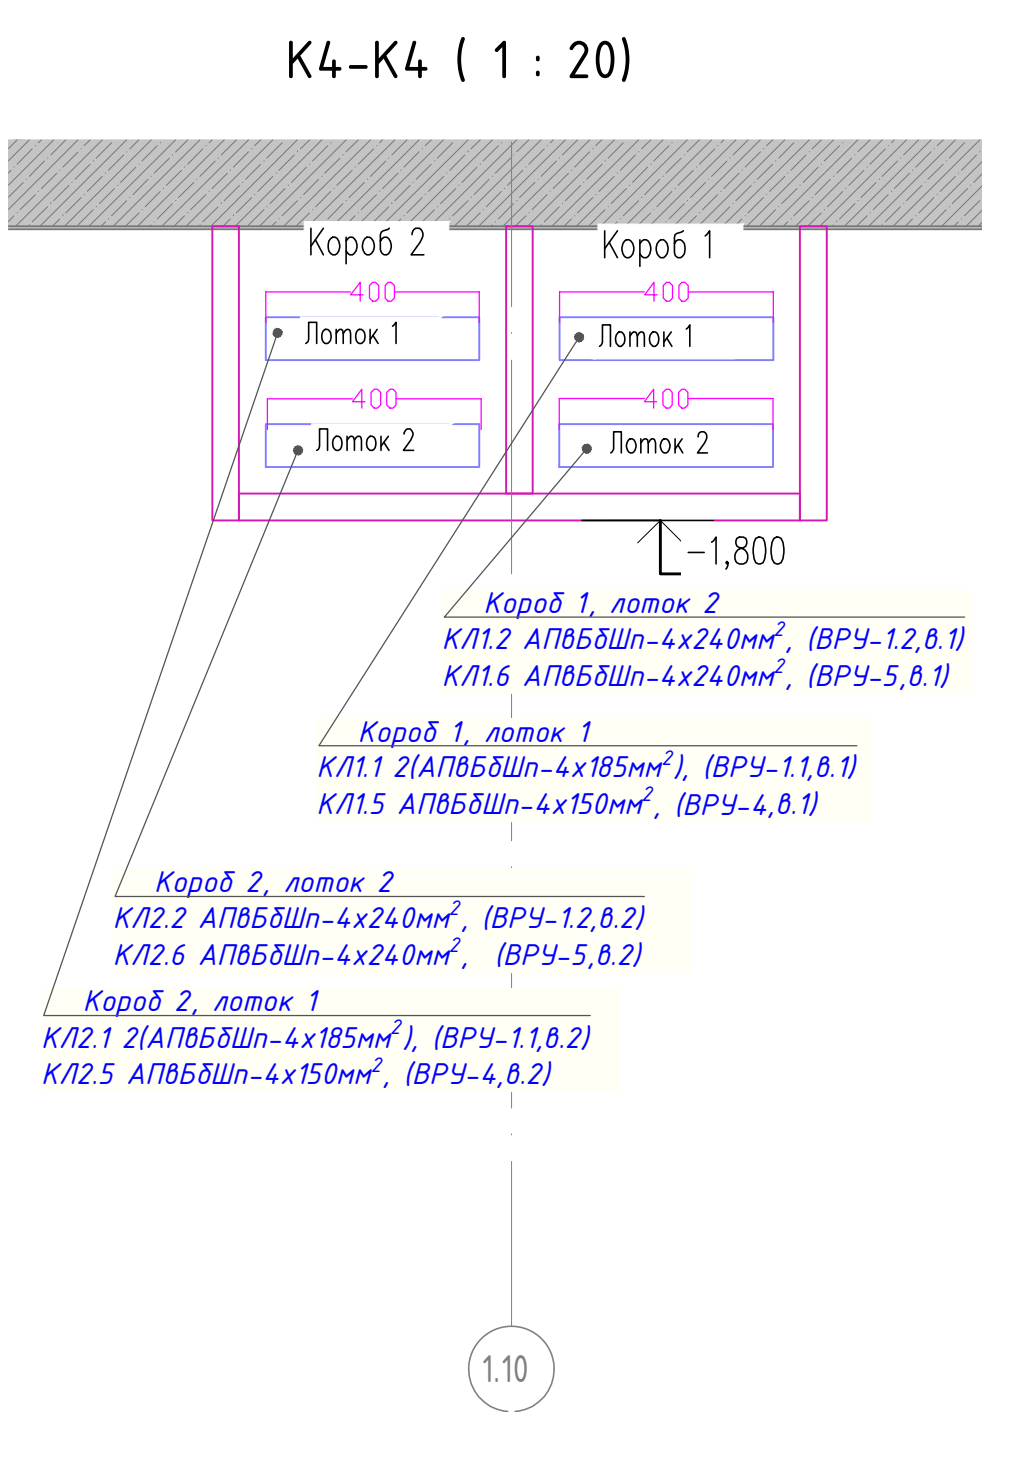 К4-К4 ( 1 : 20)
Короб 2
Короб 1
400
400
Лоток 1
Лоток 1
400
400
Лоток 2
Лоток 2
-1,800
Короб 1, лоток 2
КЛ1.2 АПвБбШп-4х240мм², (ВРУ-1.2,в.1)
КЛ1.6 АПвБбШп-4х240мм², (ВРУ-5,в.1)
Короб 1, лоток 1
КЛ1.1 2(АПвБбШп-4х185мм²), (ВРУ-1.1,в.1)
КЛ1.5 АПвБбШп-4х150мм², (ВРУ-4,в.1)
Короб 2, лоток 2
КЛ2.2 АПвБбШп-4х240мм², (ВРУ-1.2,в.2)
КЛ2.6 АПвБбШп-4х240мм², (ВРУ-5,в.2)
Короб 2, лоток 1
КЛ2.1 2(АПвБбШп-4х185мм²), (ВРУ-1.1,в.2)
КЛ2.5 АПвБбШп-4х150мм², (ВРУ-4,в.2)
1.10